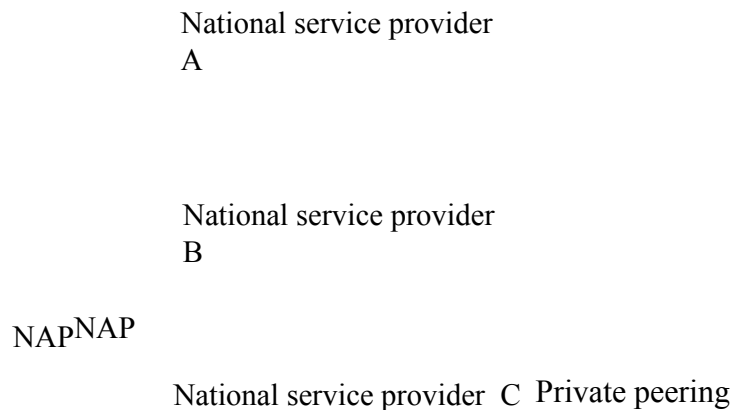 National service provider
A
National service provider
B
NAPNAP
National service provider C Private peering